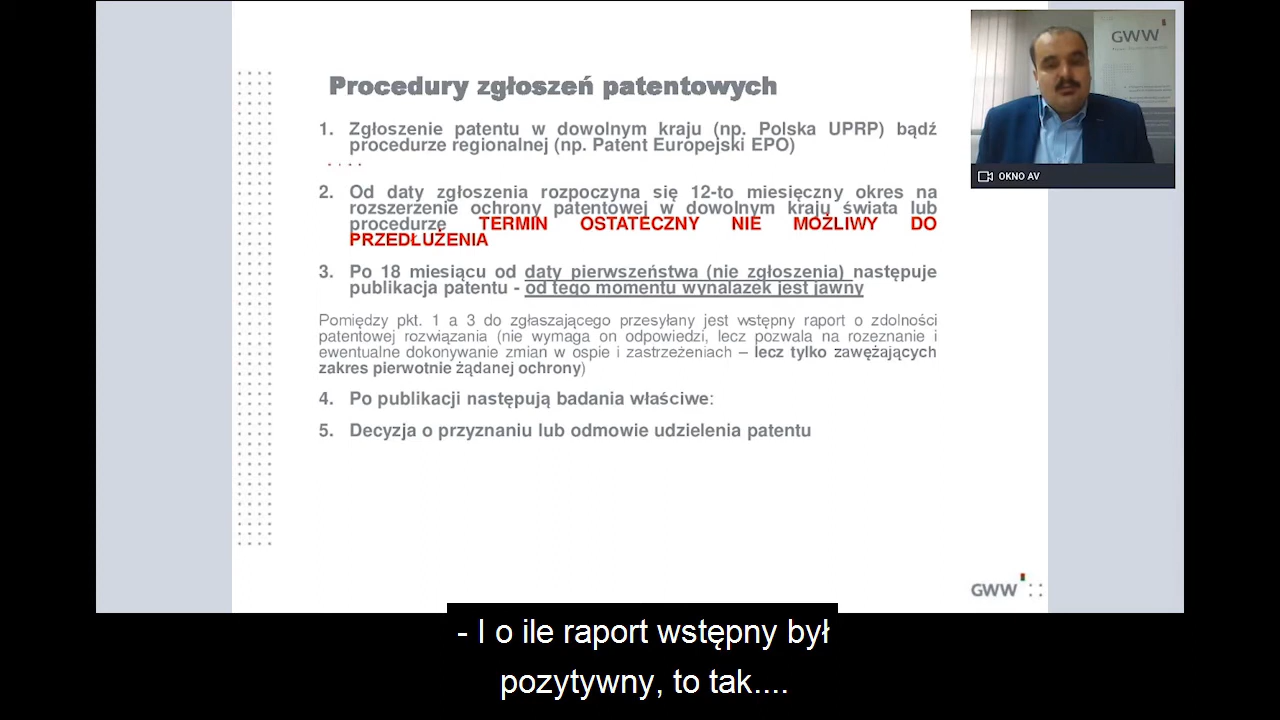 Procedury zgłoszeń patentowych
1. Zgłoszenie patentu w dowolnym kraju (np. Polska UPRP) bądź
procedurze regionalnej (np. Patent Europejski EPO)
2. Od daty zgłoszenia rozpoczyna się 12-to miesięczny okres na
rozszerzenie ochrony patentowej w dowolnym kraju świata lub
procedurze TERMIN OSTATECZNY NIE MOŻLIWY DO
PRZEDŁUŻENIA
3. Po 18 miesiącu od daty pierwszeństwa (nie zgłoszenia) następuje
publikacja patentu - od tego momentu wynalazek jest jawny
Pomiędzy pkt. 1 a 3 do zgłaszającego przesyłany jest wstępny raport o zdolności
patentowej rozwiązania (nie wymaga on odpowiedzi, lecz pozwala na rozeznanie i
ewentualne dokonywanie zmian w ospie i zastrzeżeniach – lecz tylko zawężających
zakres pierwotnie żądanej ochrony)
4. Po publikacji następują badania właściwe:
5. Decyzja o przyznaniu lub odmowie udzielenia patentu
GWW
GWW
OKNO AV
- I o ile raport wstępny był
pozytywny, to tak....